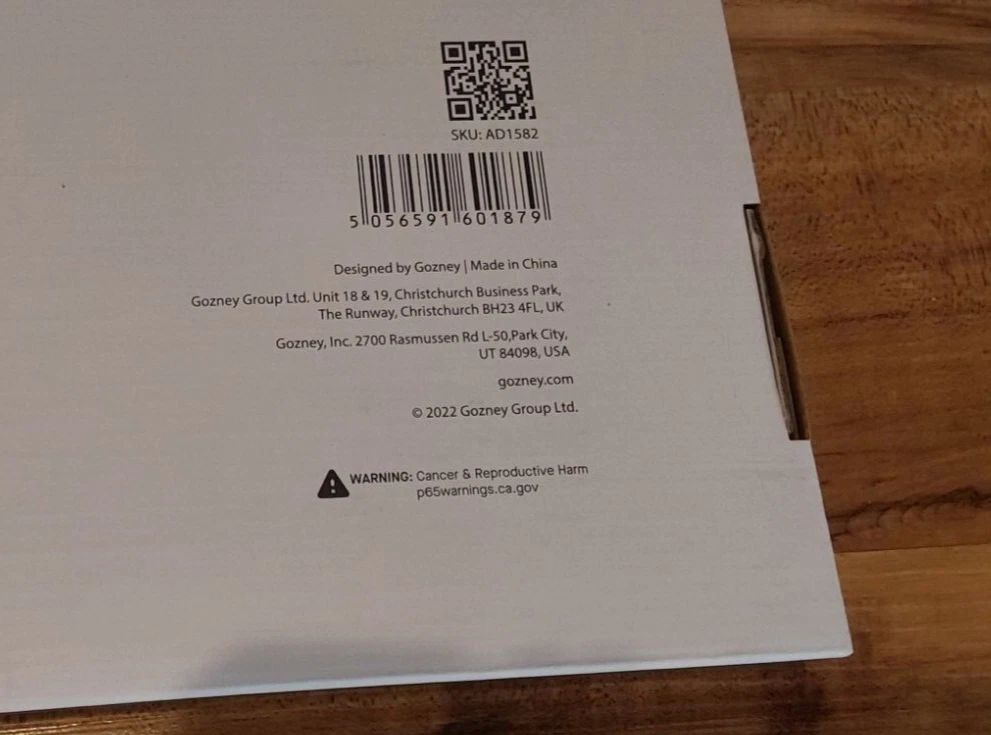 SKU: AD1582
5 056591 601879
Designed by Gozney | Made in China
Gozney Group Ltd. Unit 18 & 19, Christchurch Business Park,
The Runway, Christchurch BH23 4FL, UK
Gozney, Inc. 2700 Rasmussen Rd L-50,Park City,
UT 84098, USA
gozney.com
© 2022 Gozney Group Ltd.
WARNING: Cancer & Reproductive Harm
p65warnings.ca.gov